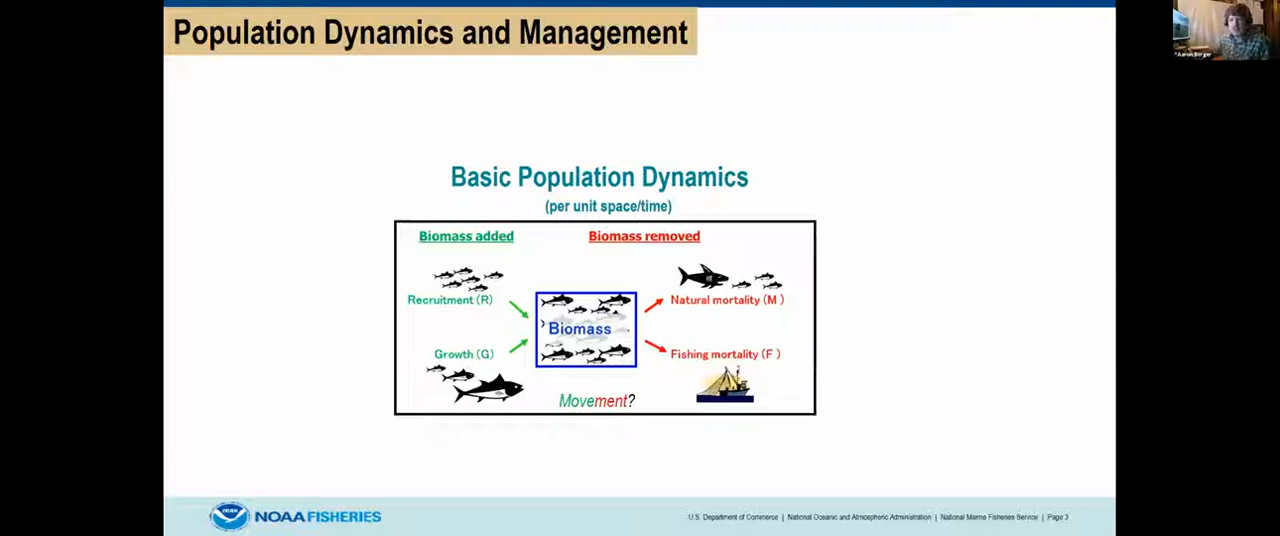 Population Dynamics and Management
Aaron Berger
Basic Population Dynamics
(per unit space/time)
Biomass added
Biomass removed
Recruitment (R)
Natural mortality (M )
Biomass
Growth (G)
Fishing mortality (F )
Movement?
NOAA FISHERIES
U.S. Department of Commerce | National Oceanic and Atmospheric Administration | National Marine Fisheries Service | Page 3